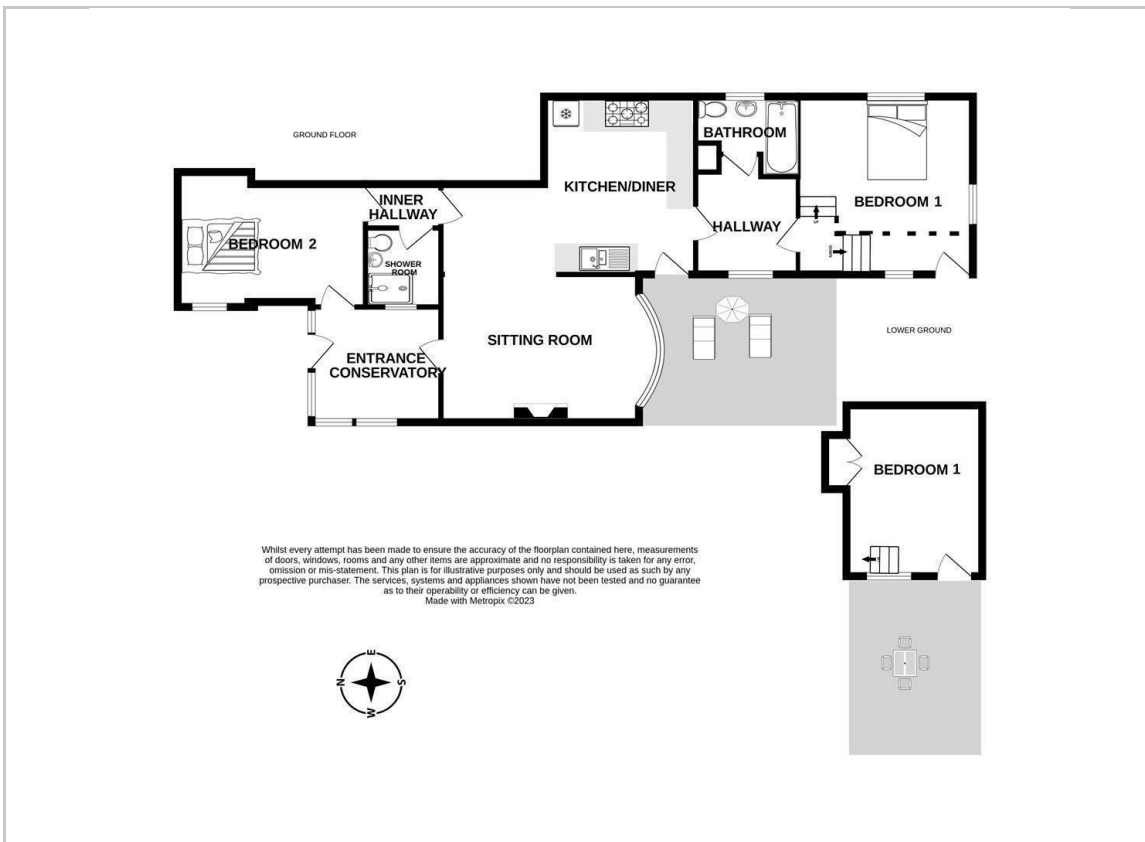 GROUND FLOOR
BATHROOM
KITCHEN/DINER
INNER
HALLWAY
BEDROOM 1
HALLWAY
BEDROOM 2
SHOWER
ROOM
LOWER GROUND
SITTING ROOM
ENTRANCE
CONSERVATORY
BEDROOM 1
Whilst every attempt has been made to ensure the accuracy of the floorplan contained here, measurements
of doors, windows, rooms and any other items are approximate and no responsibility is taken for any error,
omission or mis-statement. This plan is for illustrative purposes only and should be used as such by any
prospective purchaser. The services, systems and appliances shown have not been tested and no guarantee
as to their operability or efficiency can be given.
Made with Metropix ©2023
E
N
S
W